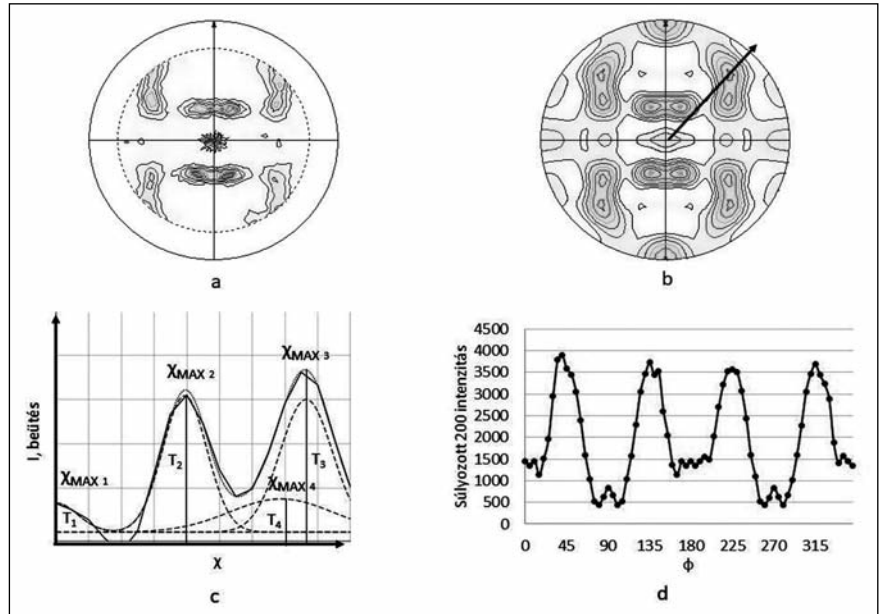 a
b
χMAX 1
χMAX 2
χMAX 3
χMAX 4
T1
T2
T3
T4
I, beütés
χ
c
Súlyozott 200 intenzitás
4500
4000
3500
3000
2500
2000
1500
1000
500
0
0 45 90 135 180 225 270 315
ϕ
d